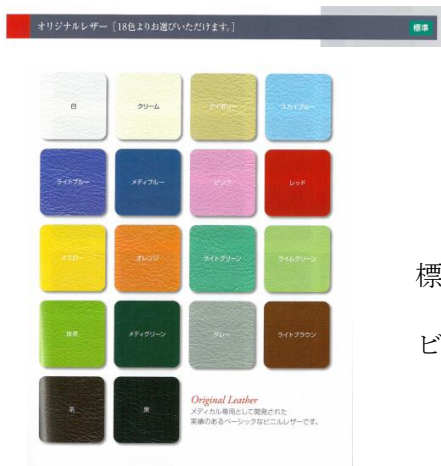 オリジナルレザー [18色よりお選びいただけます。]
標準
白
クリーム
アイボリー
スカイブルー
ライトブルー
メディブルー
ピンク
レッド
イエロー
オレンジ
ライトグリーン
ライムグリーン
抹茶
メディグリーン
グレー
ライトブラウン
茶
黒
Original Leather
メディカル専用として開発された
実績のあるベーシックなビニルレザーです。
標
ビ